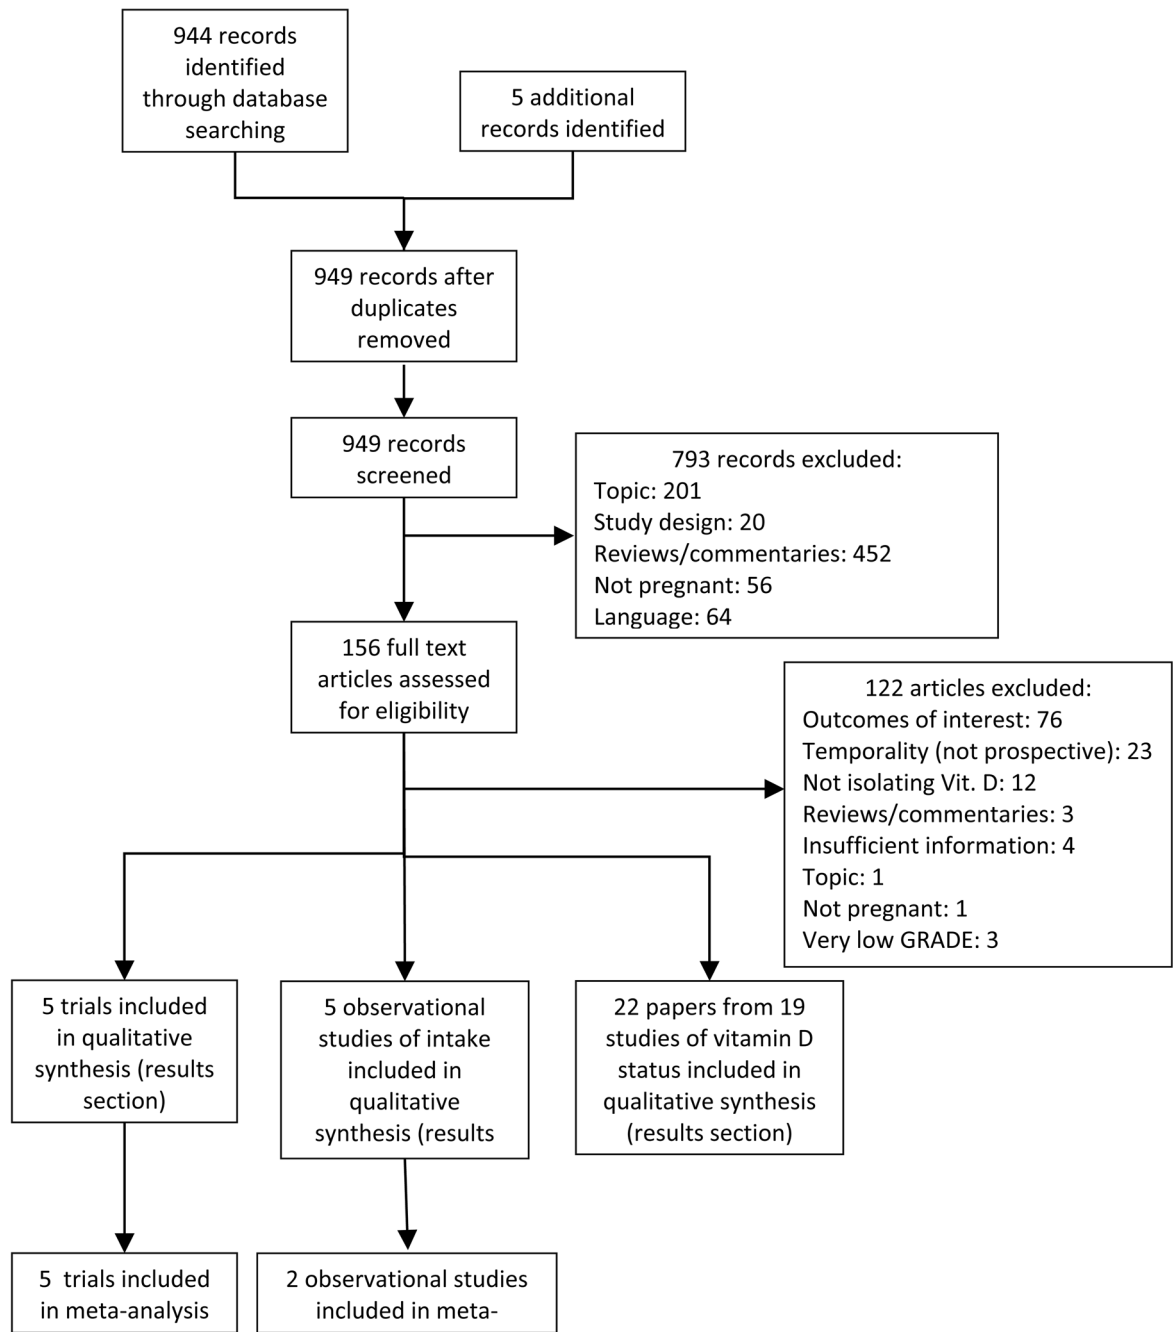 944 records
identified
through database
searching
5 additional
records identified
949 records after
duplicates
removed
949 records
screened
793 records excluded:
Topic: 201
Study design: 20
Reviews/commentaries: 452
Not pregnant: 56
Language: 64
156 full text
articles assessed
for eligibility
122 articles excluded:
Outcomes of interest: 76
Temporality (not prospective): 23
Not isolating Vit. D: 12
Reviews/commentaries: 3
Insufficient information: 4
Topic: 1
Not pregnant: 1
Very low GRADE: 3
5 trials included
in qualitative
synthesis (results
section)
5 observational
studies of intake
included in
qualitative
synthesis (results
22 papers from 19
studies of vitamin D
status included in
qualitative synthesis
(results section)
5  trials included
in meta-analysis
2 observational studies
included in meta-